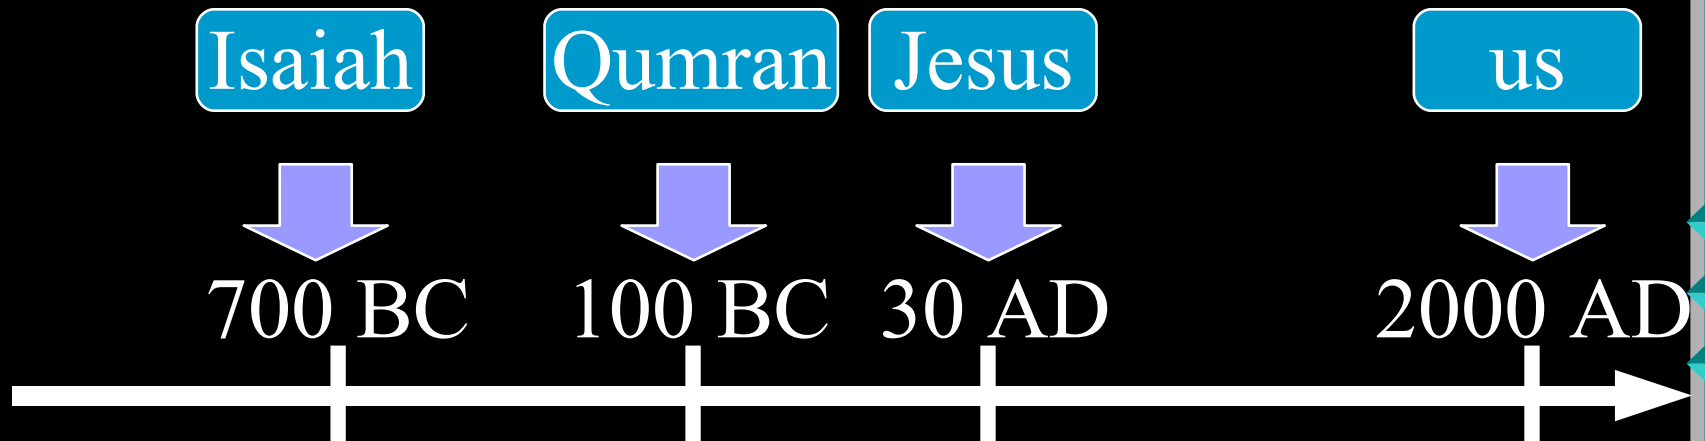 Isaiah Qumran Jesus us
700 BC 100 BC 30 AD 2000 AD